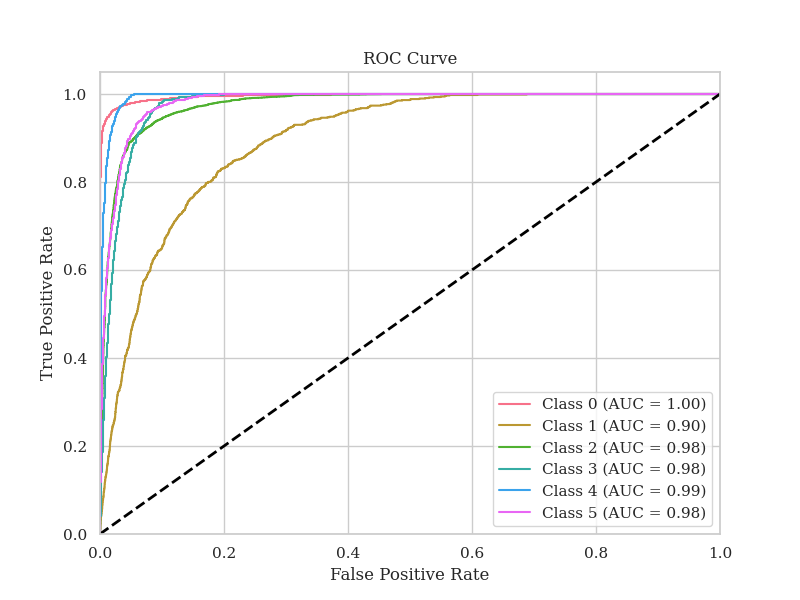 ROC Curve
True Positive Rate
1.0
0.8
0.6
0.4
0.2
0.0
0.0 0.2 0.4 0.6 0.8 1.0
False Positive Rate
Class 0 (AUC = 1.00)
Class 1 (AUC = 0.90)
Class 2 (AUC = 0.98)
Class 3 (AUC = 0.98)
Class 4 (AUC = 0.99)
Class 5 (AUC = 0.98)